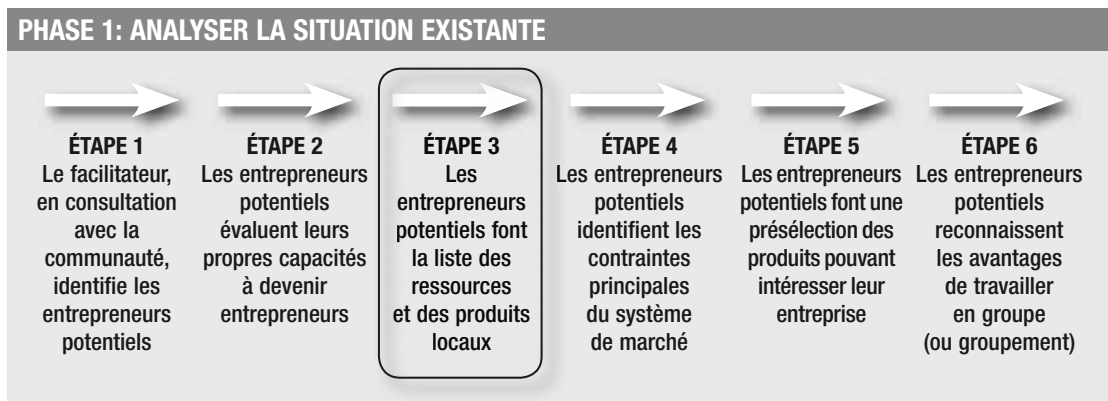 PHASE 1: ANALYSER LA SITUATION EXISTANTE
ÉTAPE 1
Le facilitateur,
en consultation
avec la
communauté,
identifie les
entrepreneurs
potentiels
ÉTAPE 2
Les entrepreneurs
potentiels
évaluent leurs
propres capacités
à devenir
entrepreneurs
ÉTAPE 3
Les
entrepreneurs
potentiels font
la liste des
ressources
et des produits
locaux
ÉTAPE 4
Les entrepreneurs
potentiels
identifient les
contraintes
principales
du système
de marché
ÉTAPE 5
Les entrepreneurs
potentiels font une
présélection des
produits pouvant
intéresser leur
entreprise
ÉTAPE 6
Les entrepreneurs
potentiels
reconnaissent
les avantages
de travailler
en groupe
(ou groupement)